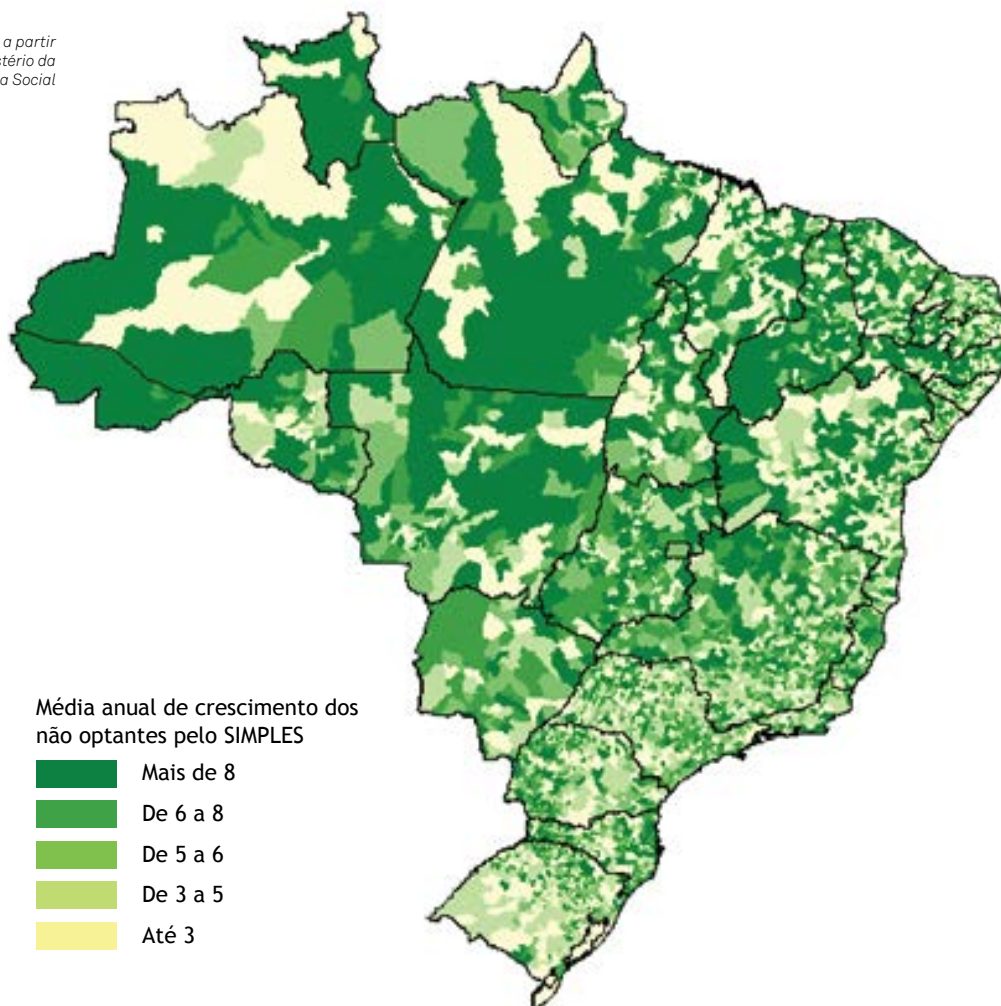 a partir
stério da
a Social
Média anual de crescimento dos
não optantes pelo SIMPLES
Mais de 8
De 6 a 8
De 5 a 6
De 3 a 5
Até 3